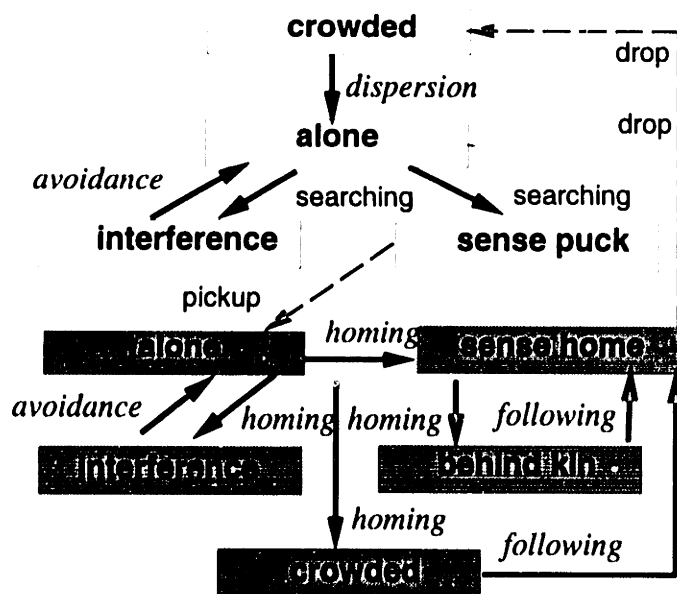 crowded
drop
dispersion
drop
alone
avoidance
searching
searching
interference
sense puck
pickup
homing
alone
sense home
avoidance
homing
homing
following
interference
behind kin
homing
following
crowded